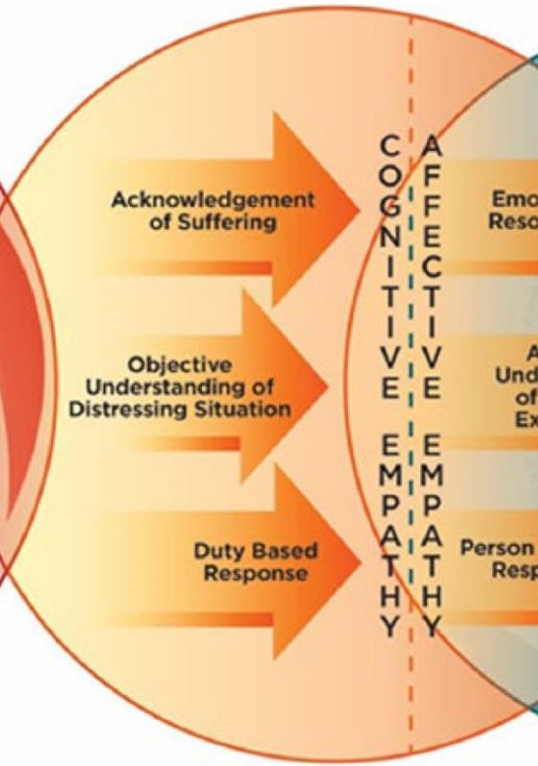 Acknowledgement
of Suffering
Objective
Understanding of
Distressing Situation
Duty Based
Response
COGNITIVE EMPATHY
AFFECTIVE EMPATHY
Person